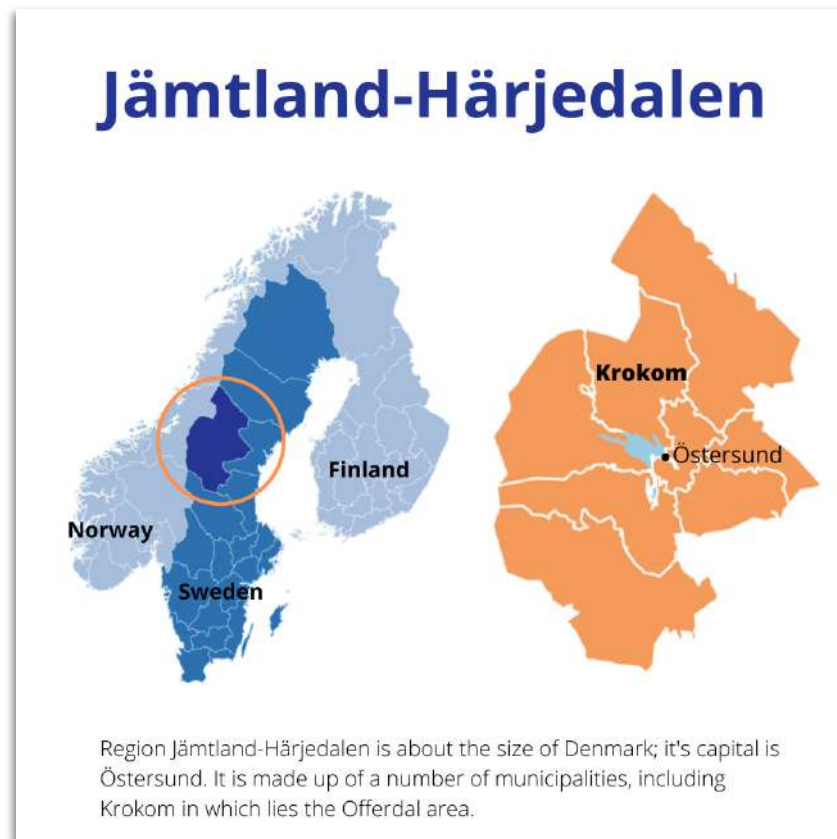 Jämtland-Härjedalen
Krokom
Östersund
Finland
Norway
Sweden
Region Jämtland-Härjedalen is about the size of Denmark; it's capital is
Östersund. It is made up of a number of municipalities, including
Krokom in which lies the Offerdal area.